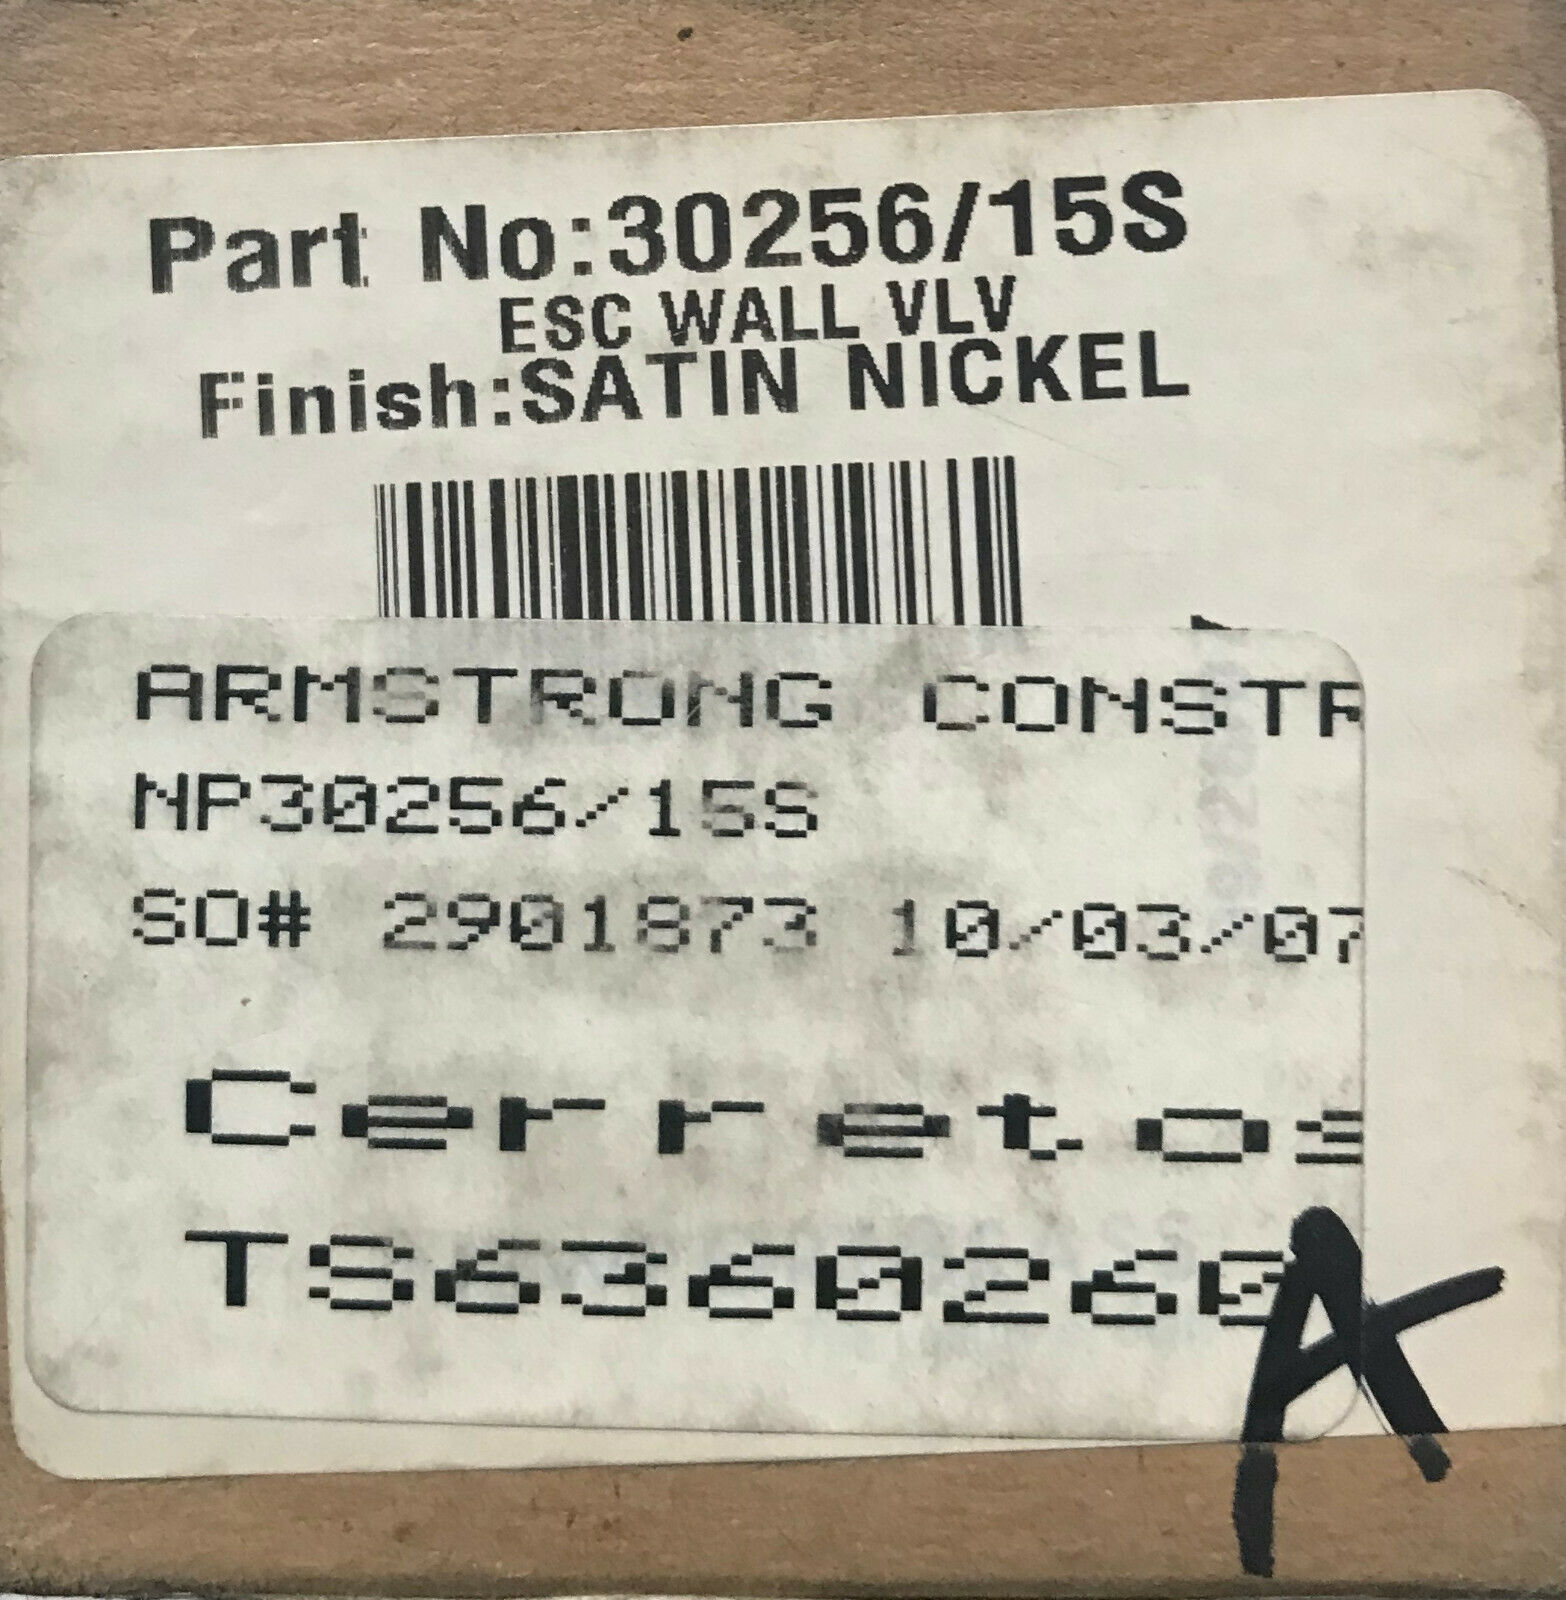 Part No:30256/15S
ESC WALL VLV
Finish:SATIN NICKEL
ARMSTRONG CONSTR
NP30256/15S
SO# 2901873 10/03/07
Cerretos
TS6360260
A